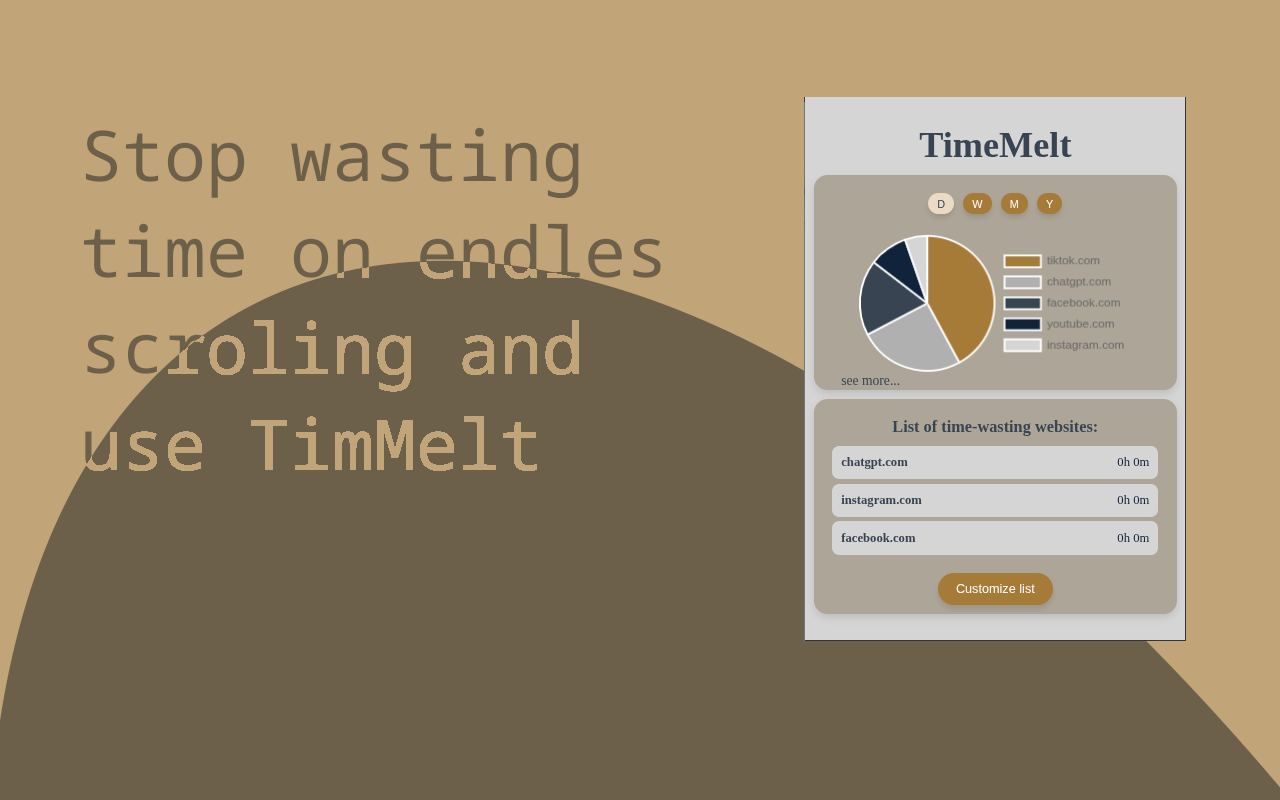 Stop wasting
time on endles
scroling and
use TimMelt
TimeMelt
D W M Y
tiktok.com
chatgpt.com
facebook.com
youtube.com
instagram.com
see more...
List of time-wasting websites:
chatgpt.com 0h 0m
instagram.com 0h 0m
facebook.com 0h 0m
Customize list